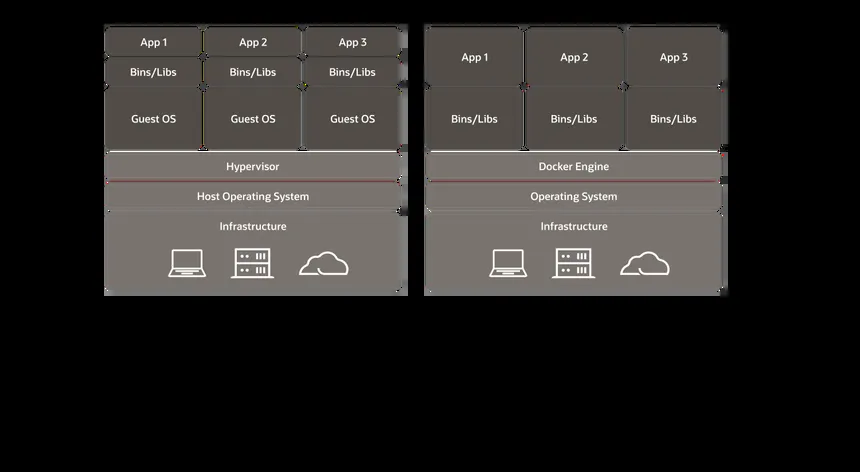 App 1 App 2 App 3
Bins/Libs Bins/Libs Bins/Libs
Guest OS Guest OS Guest OS
Hypervisor
Host Operating System
Infrastructure
App 1 App 2 App 3
Bins/Libs Bins/Libs Bins/Libs
Docker Engine
Operating System
Infrastructure